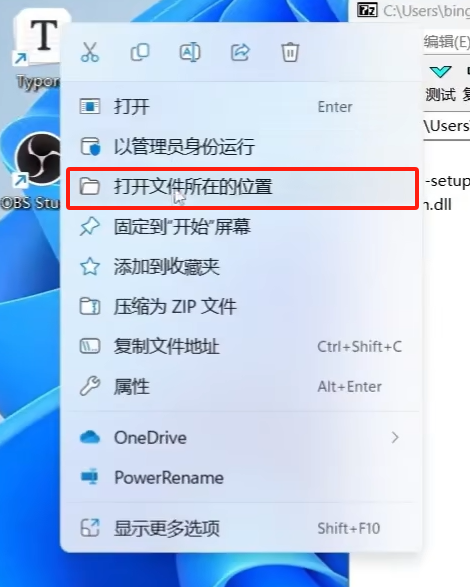 C:\Users\bing
T
编辑(E)
Typor
测试
\Users
打开 Enter
以管理员身份运行
打开文件所在的位置
-setup
OBS Stu
n.dll
固定到"开始"屏幕
添加到收藏夹
压缩为 ZIP 文件
复制文件地址 Ctrl+Shift+C
属性 Alt+Enter
OneDrive
PowerRename
显示更多选项 Shift+F10